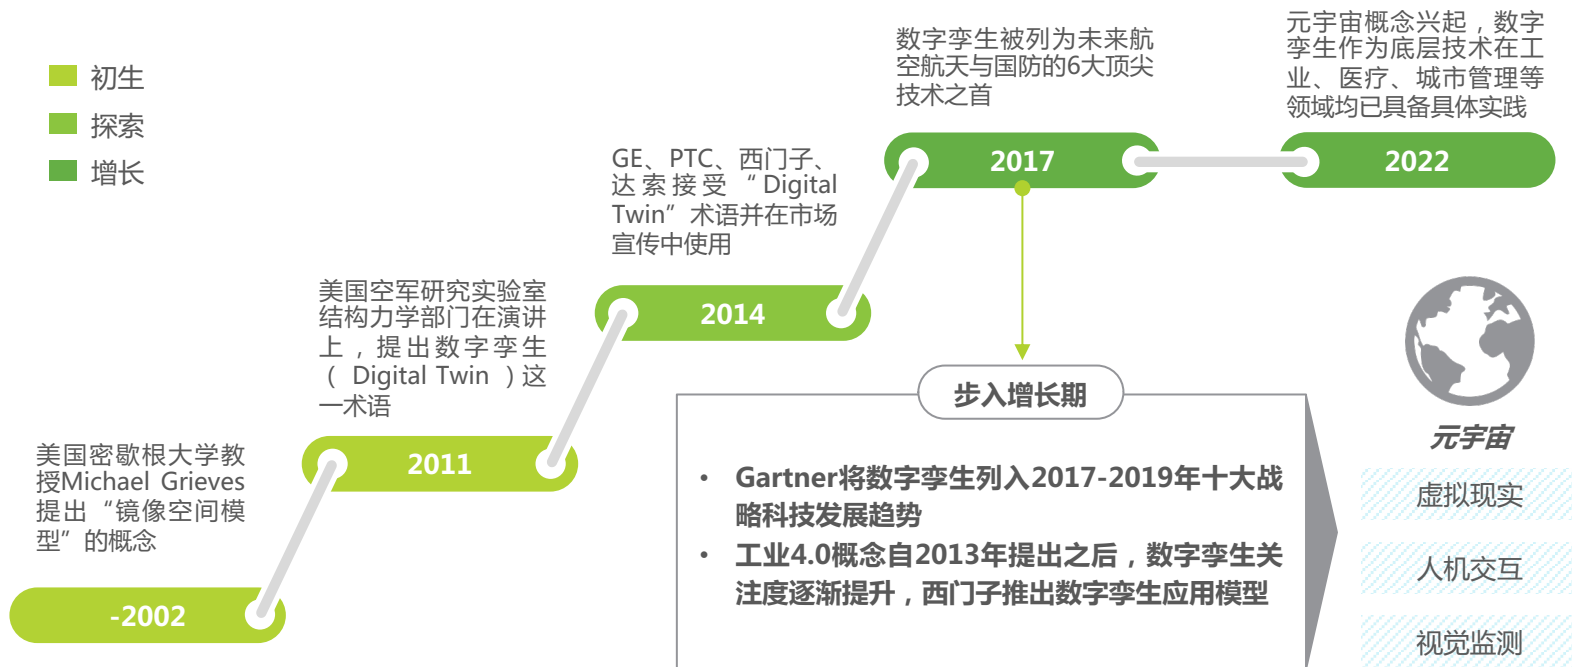 初生
探索
增长
美国密歇根大学教
授Michael Grieves
提出“镜像空间模
型”的概念
-2002
美国空军研究实验室
结构力学部门在演讲
上，提出数字孪生
（ Digital Twin ）这
一术语
2011
GE、PTC、西门子、
达索接受“Digital
Twin”术语并在市场
宣传中使用
2014
数字孪生被列为未来航
空航天与国防的6大顶尖
技术之首
2017
元宇宙概念兴起，数字
孪生作为底层技术在工
业、医疗、城市管理等
领域均已具备具体实践
2022
步入增长期
• Gartner将数字孪生列入2017-2019年十大战
略科技发展趋势
• 工业4.0概念自2013年提出之后，数字孪生关
注度逐渐提升，西门子推出数字孪生应用模型
元宇宙
虚拟现实
人机交互
视觉监测